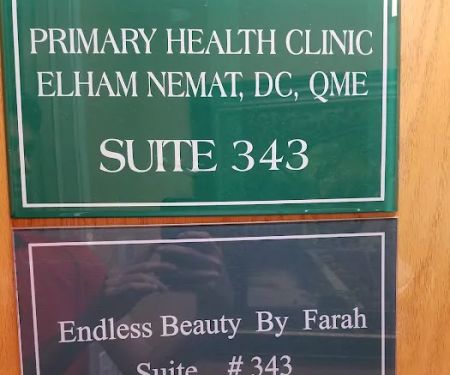 PRIMARY HEALTH CLINIC
ELHAM NEMAT, DC, QME
SUITE 343
Endless Beauty By Farah
Suite # 343